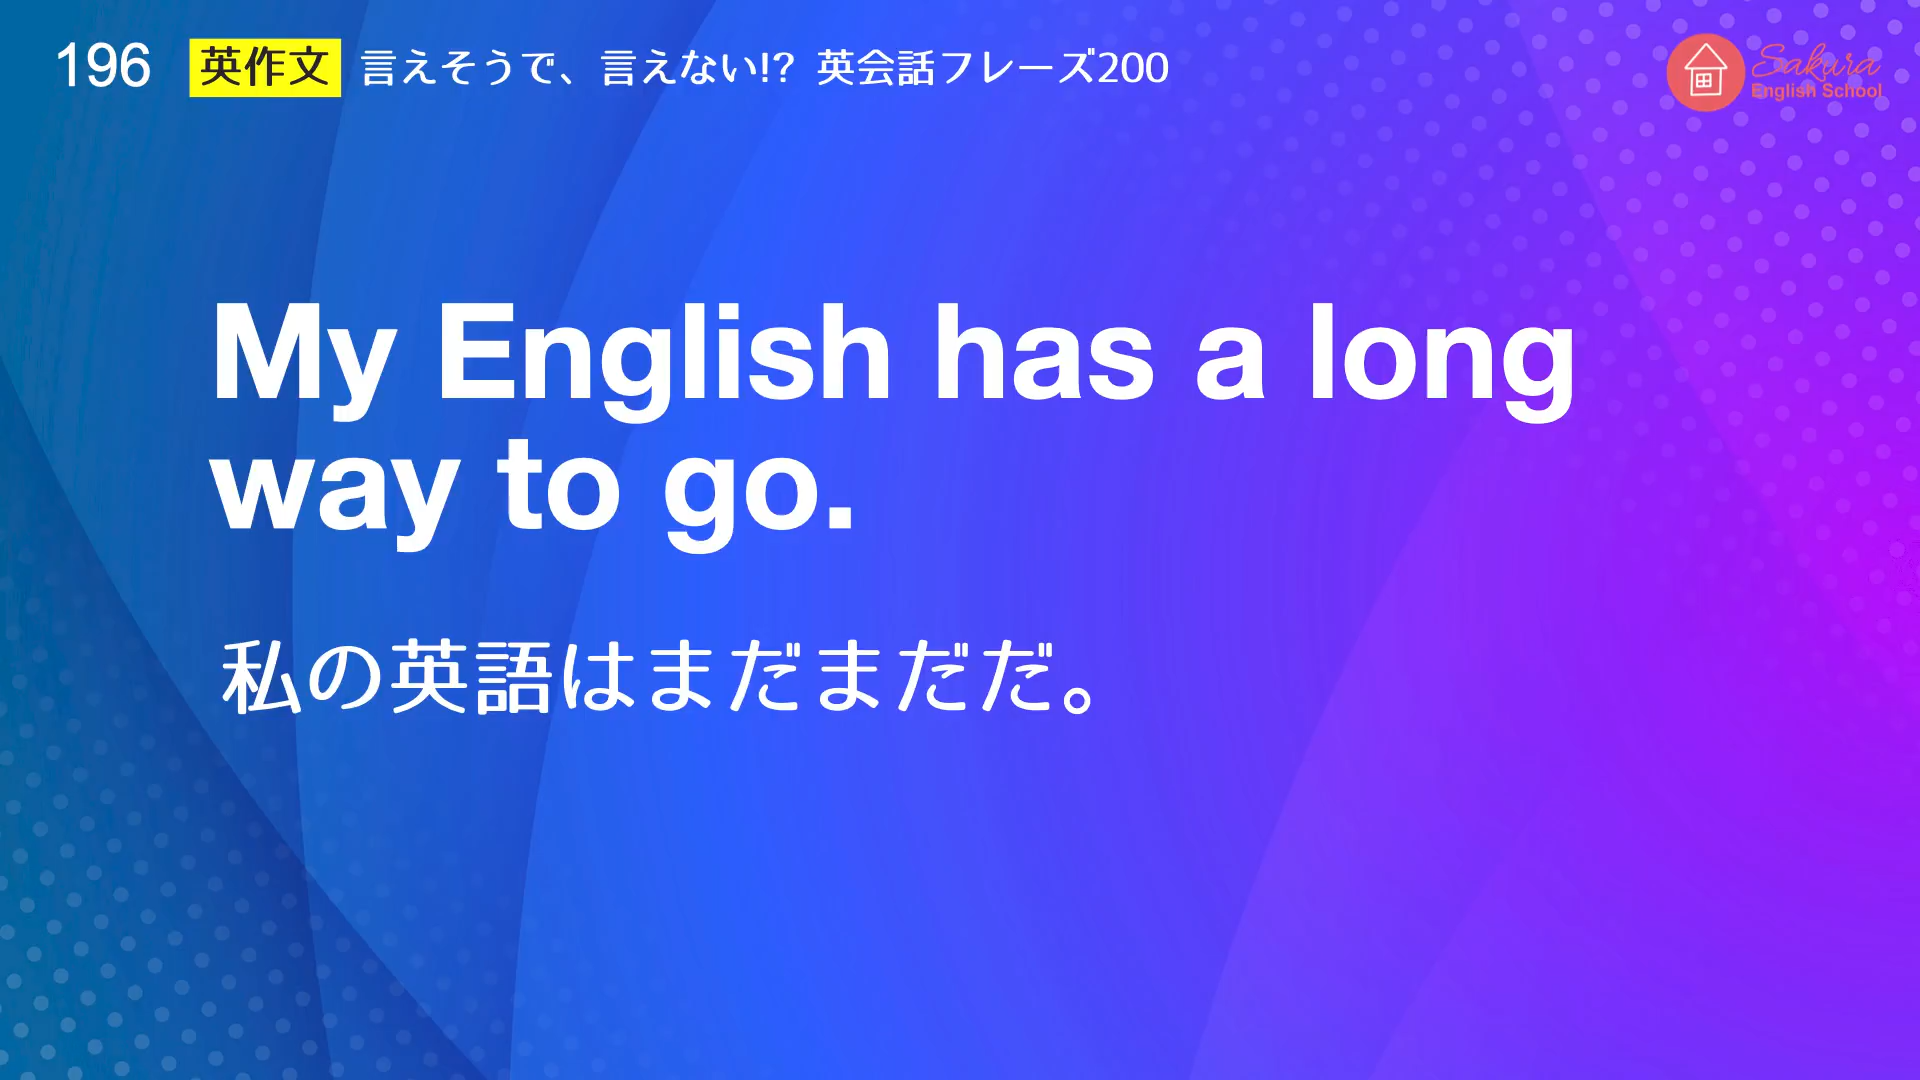 196 英作文 言えそうで、言えない!? 英会話フレーズ200
Sakura
English School
My English has a long
way to go.
私の英語はまだまだだ。